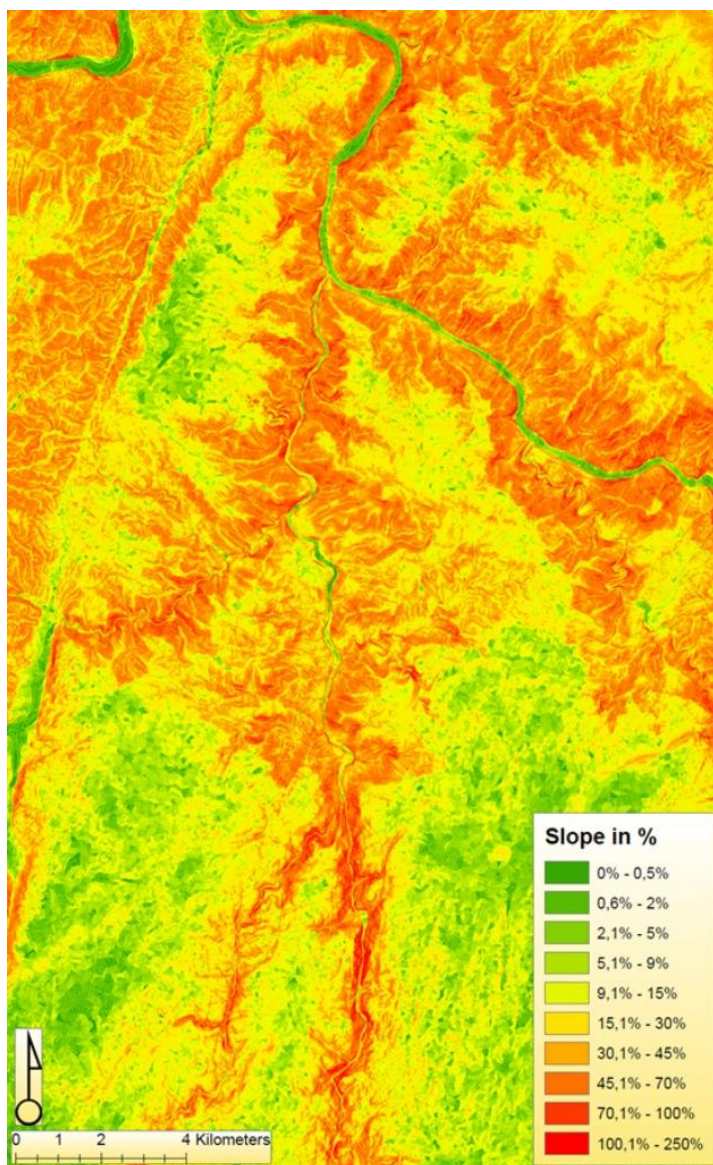 Slope in %
0% - 0,5%
0,6% - 2%
2,1% - 5%
5,1% - 9%
9,1% - 15%
15,1% - 30%
30,1% - 45%
45,1% - 70%
70,1% - 100%
100,1% - 250%
0 1 2 4 Kilometers